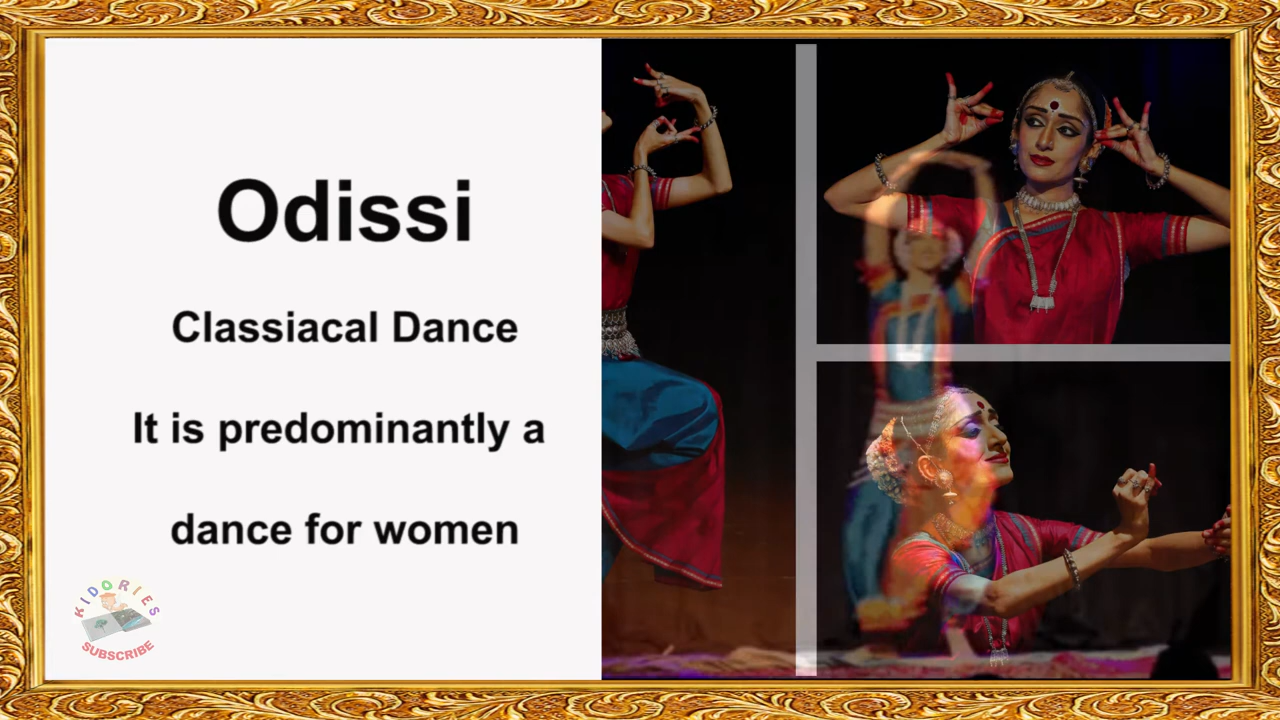 Odissi
Classiacal Dance
It is predominantly a
dance for women
KIDORIES
SUBSCRIBE